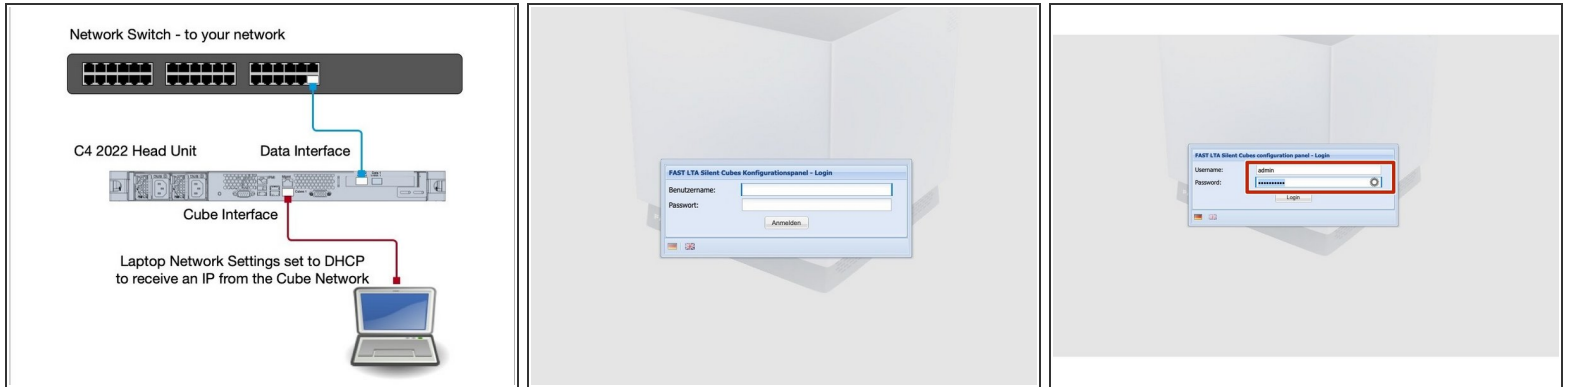 Network Switch - to your network
C4 2022 Head Unit
Data Interface
Cube Interface
Laptop Network Settings set to DHCP
to receive an IP from the Cube Network
FAST LTA Silent Cubes Konfigurationspanel - Login
Benutzername:
Passwort:
Anmelden
FAST LTA Silent Cubes configuration panel - Login
Username:
admin
Password:
••••••••••
Login